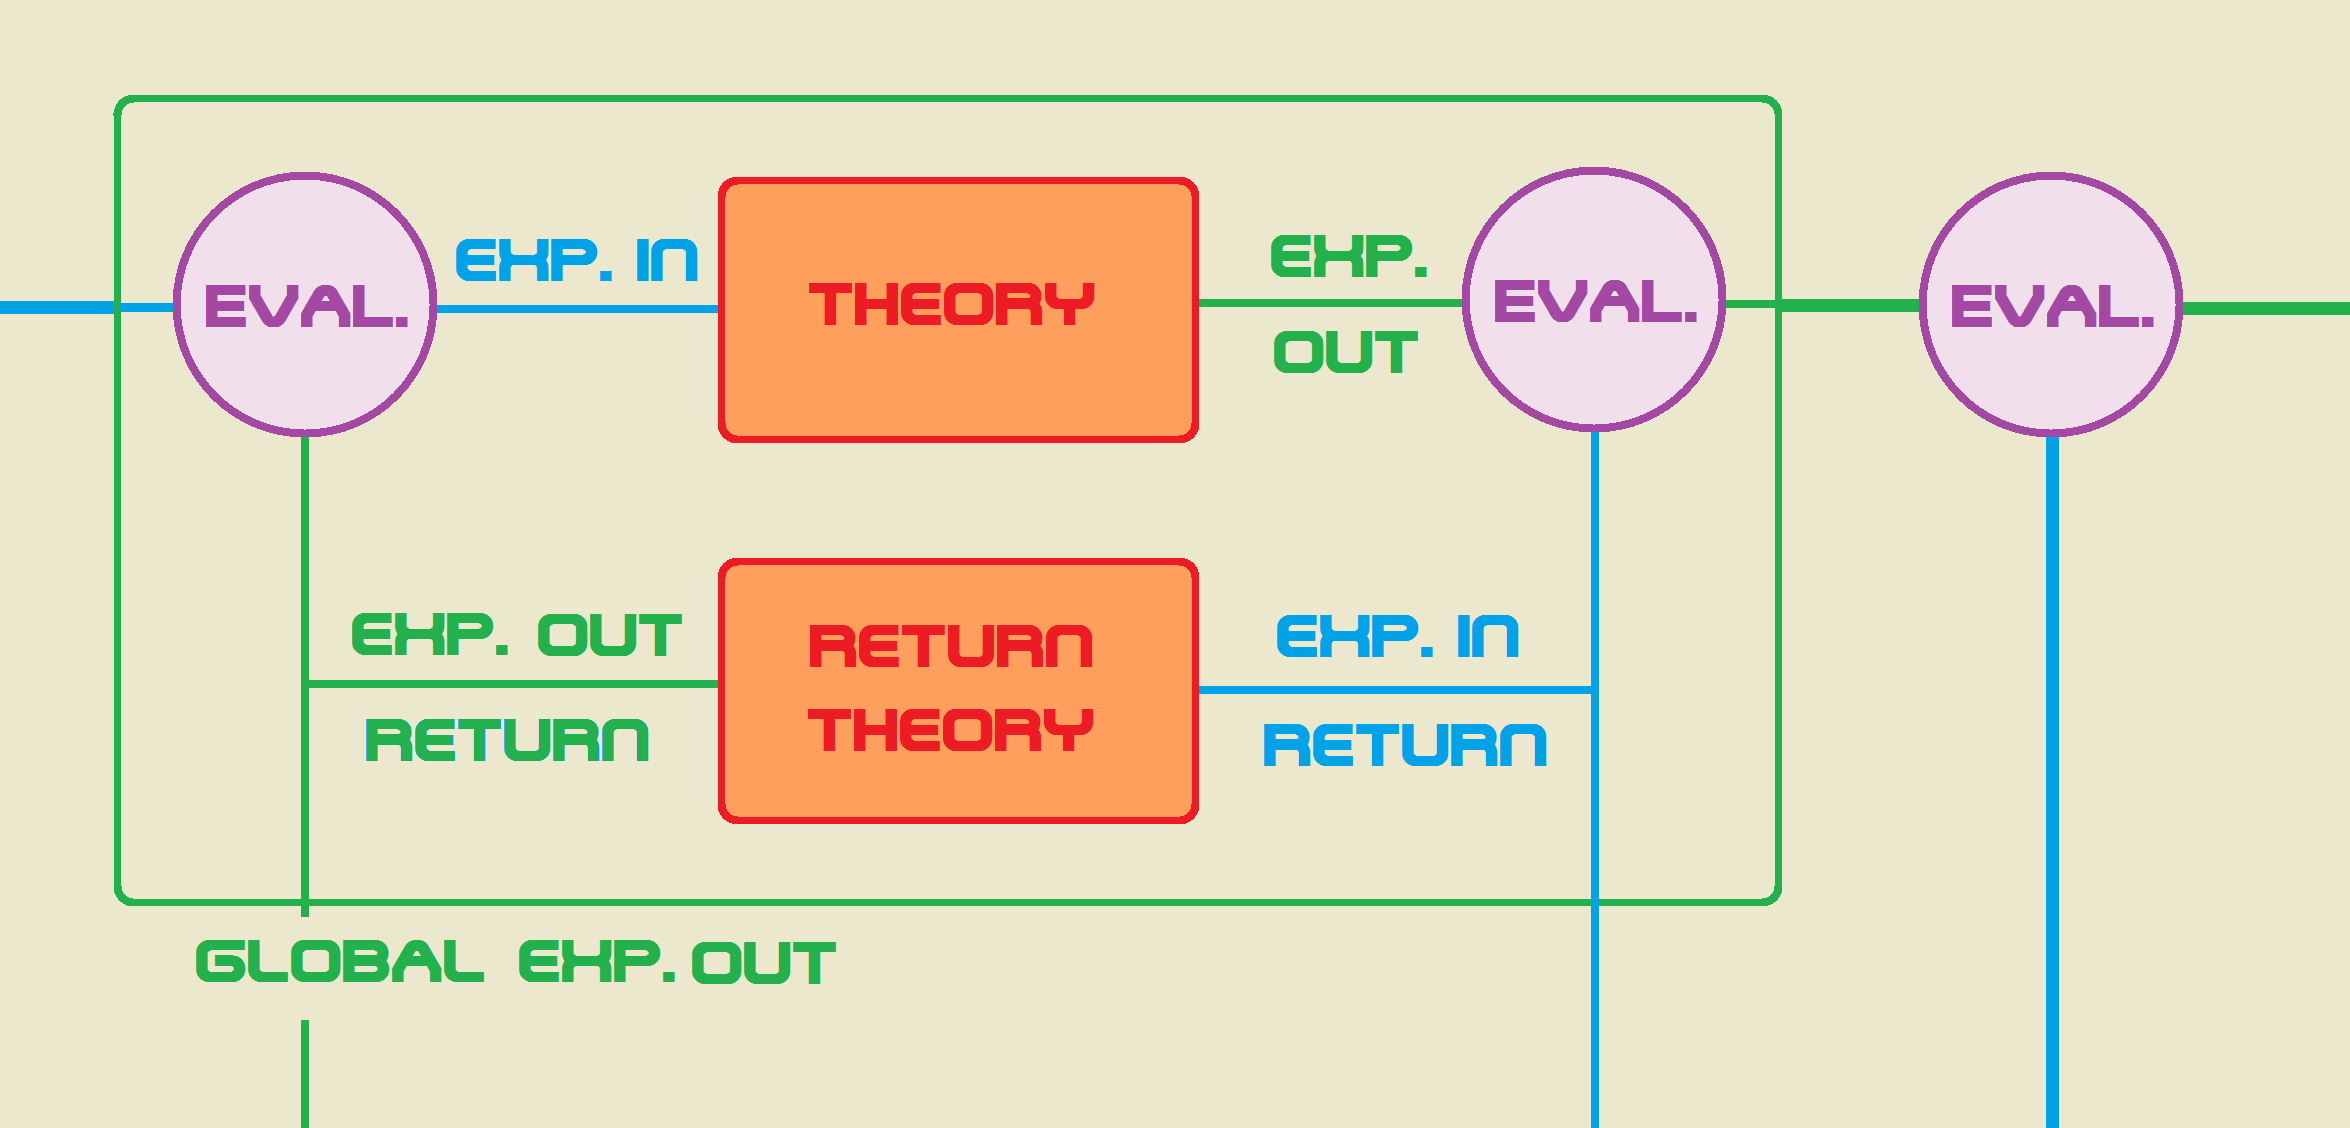 EVAL.
EXP. IN
THEORY
EXP.
OUT
EVAL.
EVAL.
EXP. OUT
RETURN
RETURN
THEORY
EXP. IN
RETURN
GLOBAL EXP. OUT